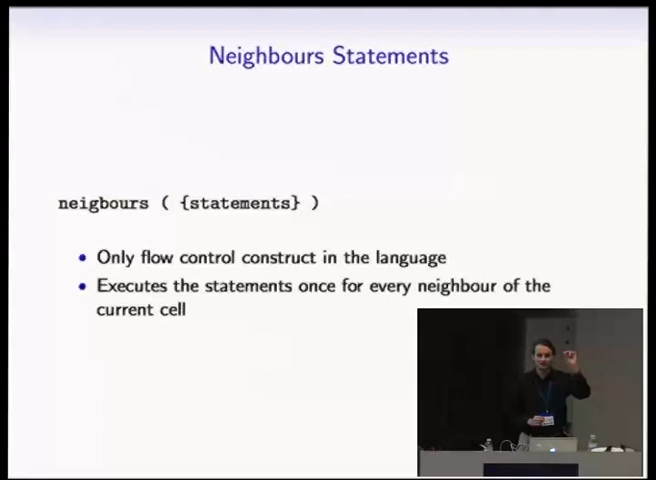 Neighbours Statements
neigbours ( {statements} )
• Only flow control construct in the language
• Executes the statements once for every neighbour of the
current cell